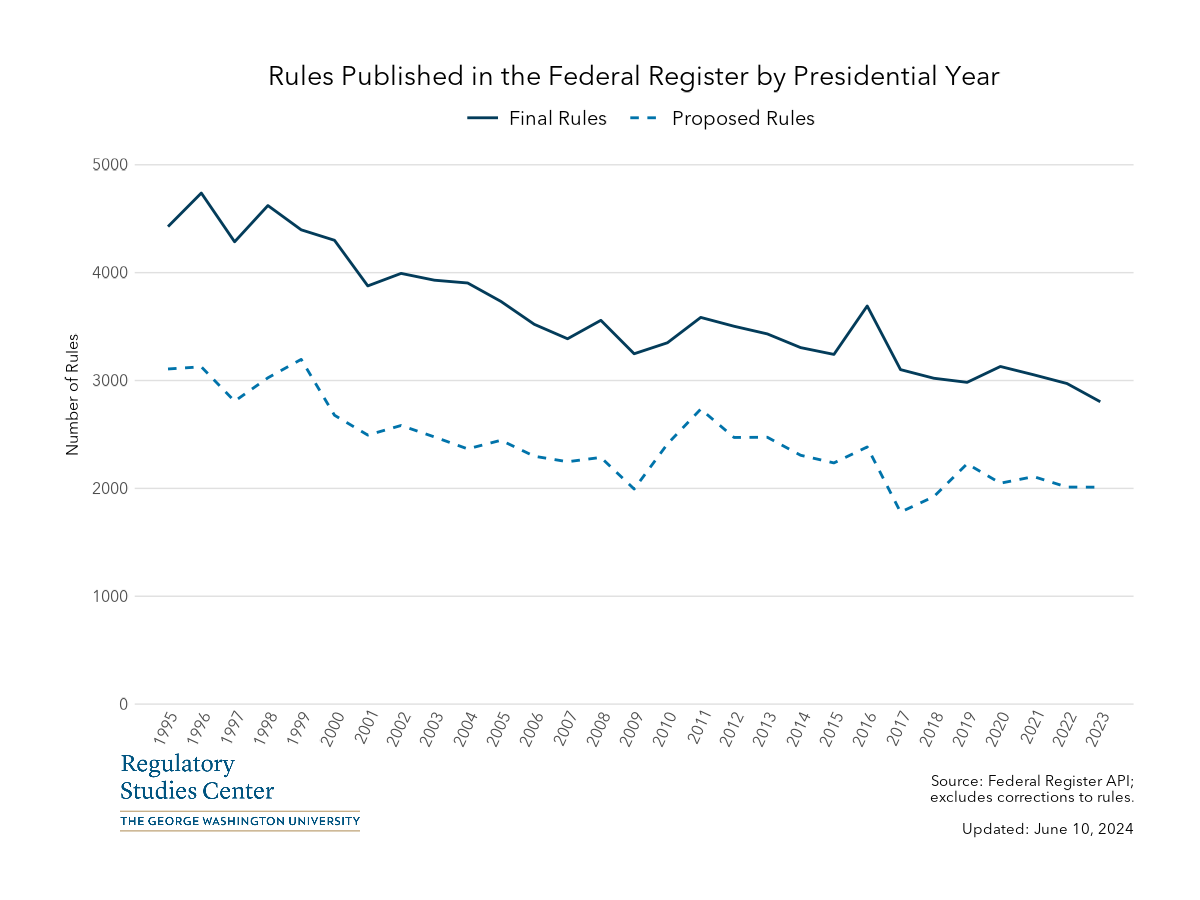 Rules Published in the Federal Register by Presidential Year
Final Rules Proposed Rules
5000
4000
3000
2000
1000
0
Number of Rules
1995 1996 1997 1998 1999 2000 2001 2002 2003 2004 2005 2006 2007 2008 2009 2010 2011 2012 2013 2014 2015 2016 2017 2018 2019 2020 2021 2022 2023
Regulatory
Studies Center
THE GEORGE WASHINGTON UNIVERSITY
Source: Federal Register API;
excludes corrections to rules.
Updated: June 10, 2024